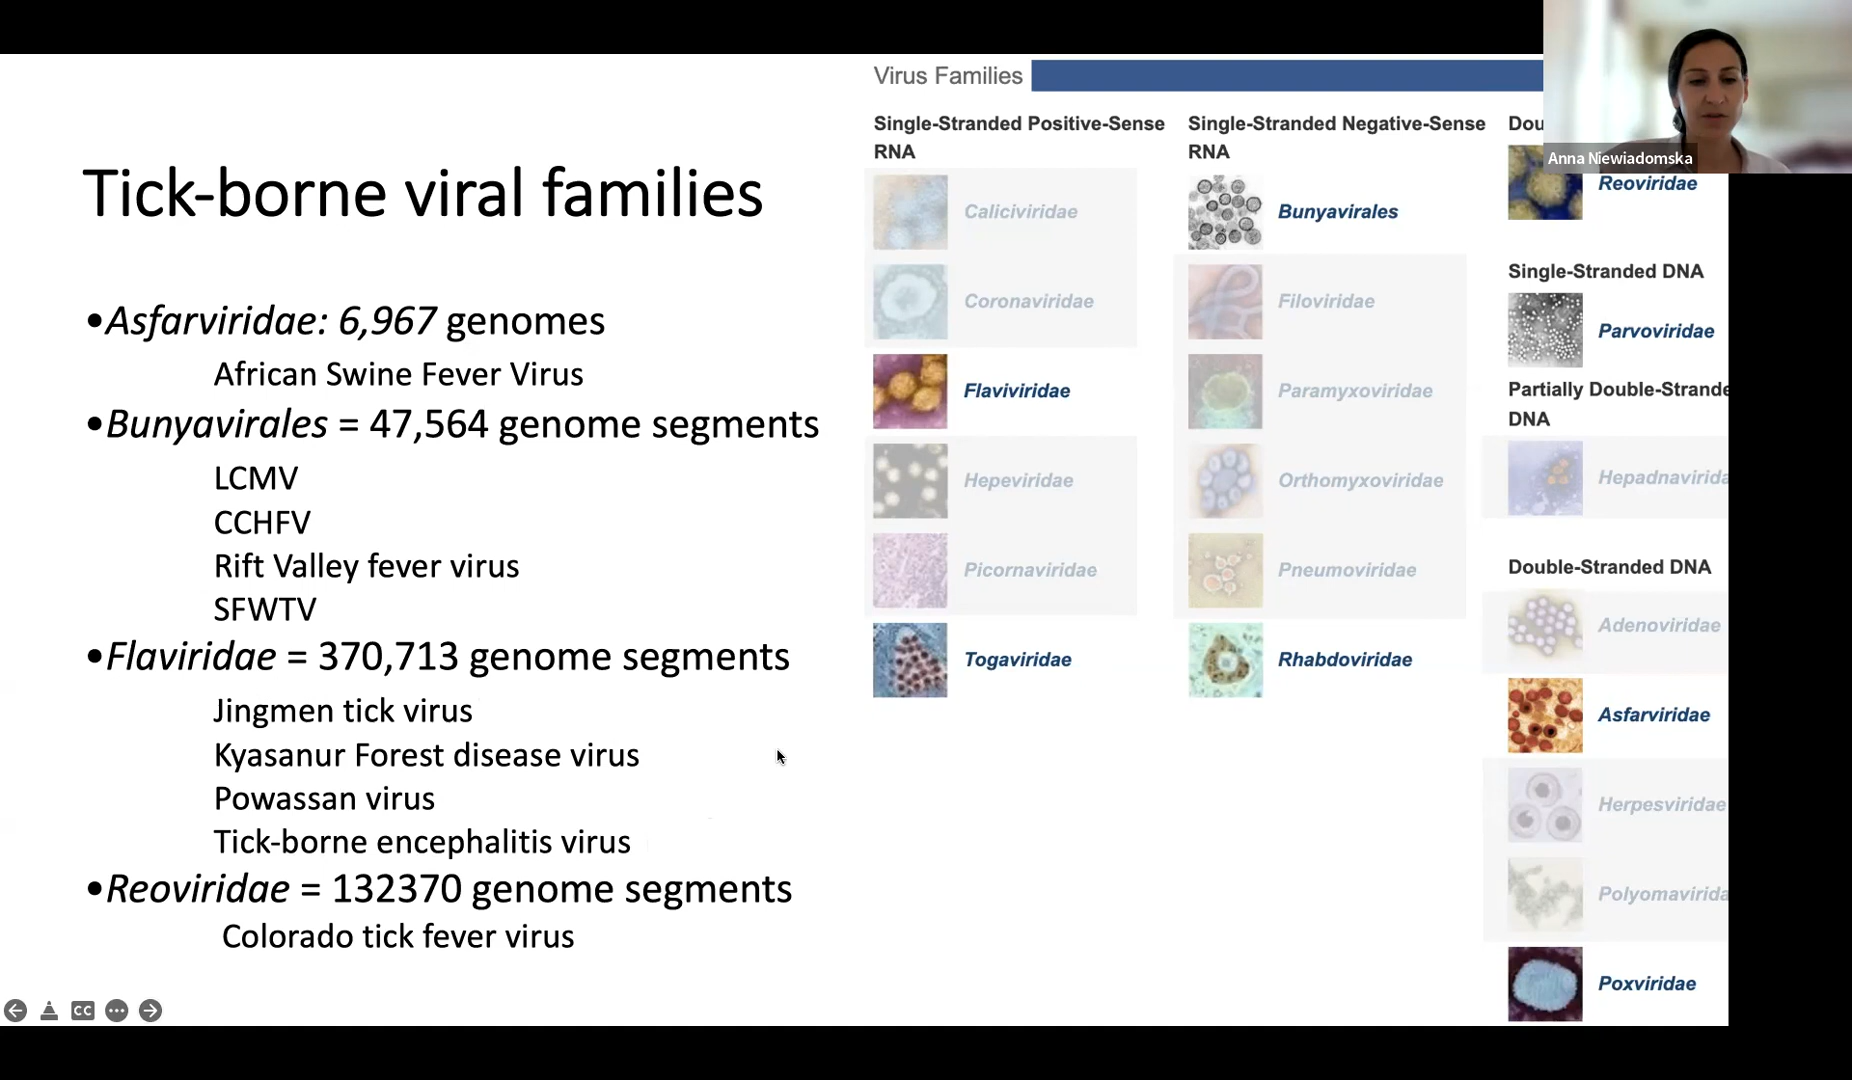 Tick-borne viral families
•Asfarviridae: 6,967 genomes
African Swine Fever Virus
•Bunyavirales = 47,564 genome segments
LCMV
CCHFV
Rift Valley fever virus
SFWTV
•Flaviridae = 370,713 genome segments
Jingmen tick virus
Kyasanur Forest disease virus
Powassan virus
Tick-borne encephalitis virus
•Reoviridae = 132370 genome segments
Colorado tick fever virus
CC
Virus Families
Single-Stranded Positive-Sense
RNA
Caliciviridae
Coronaviridae
Flaviviridae
Hepeviridae
Picornaviridae
Togaviridae
Single-Stranded Negative-Sense
RNA
Bunyavirales
Filoviridae
Paramyxoviridae
Orthomyxoviridae
Pneumoviridae
Rhabdoviridae
Dou
Reoviridae
Single-Stranded DNA
Parvoviridae
Partially Double-Strande
DNA
Hepadnavirida
Double-Stranded DNA
Adenoviridae
Asfarviridae
Herpesviridae
Polyomavirida
Poxviridae
Anna Niewiadomska